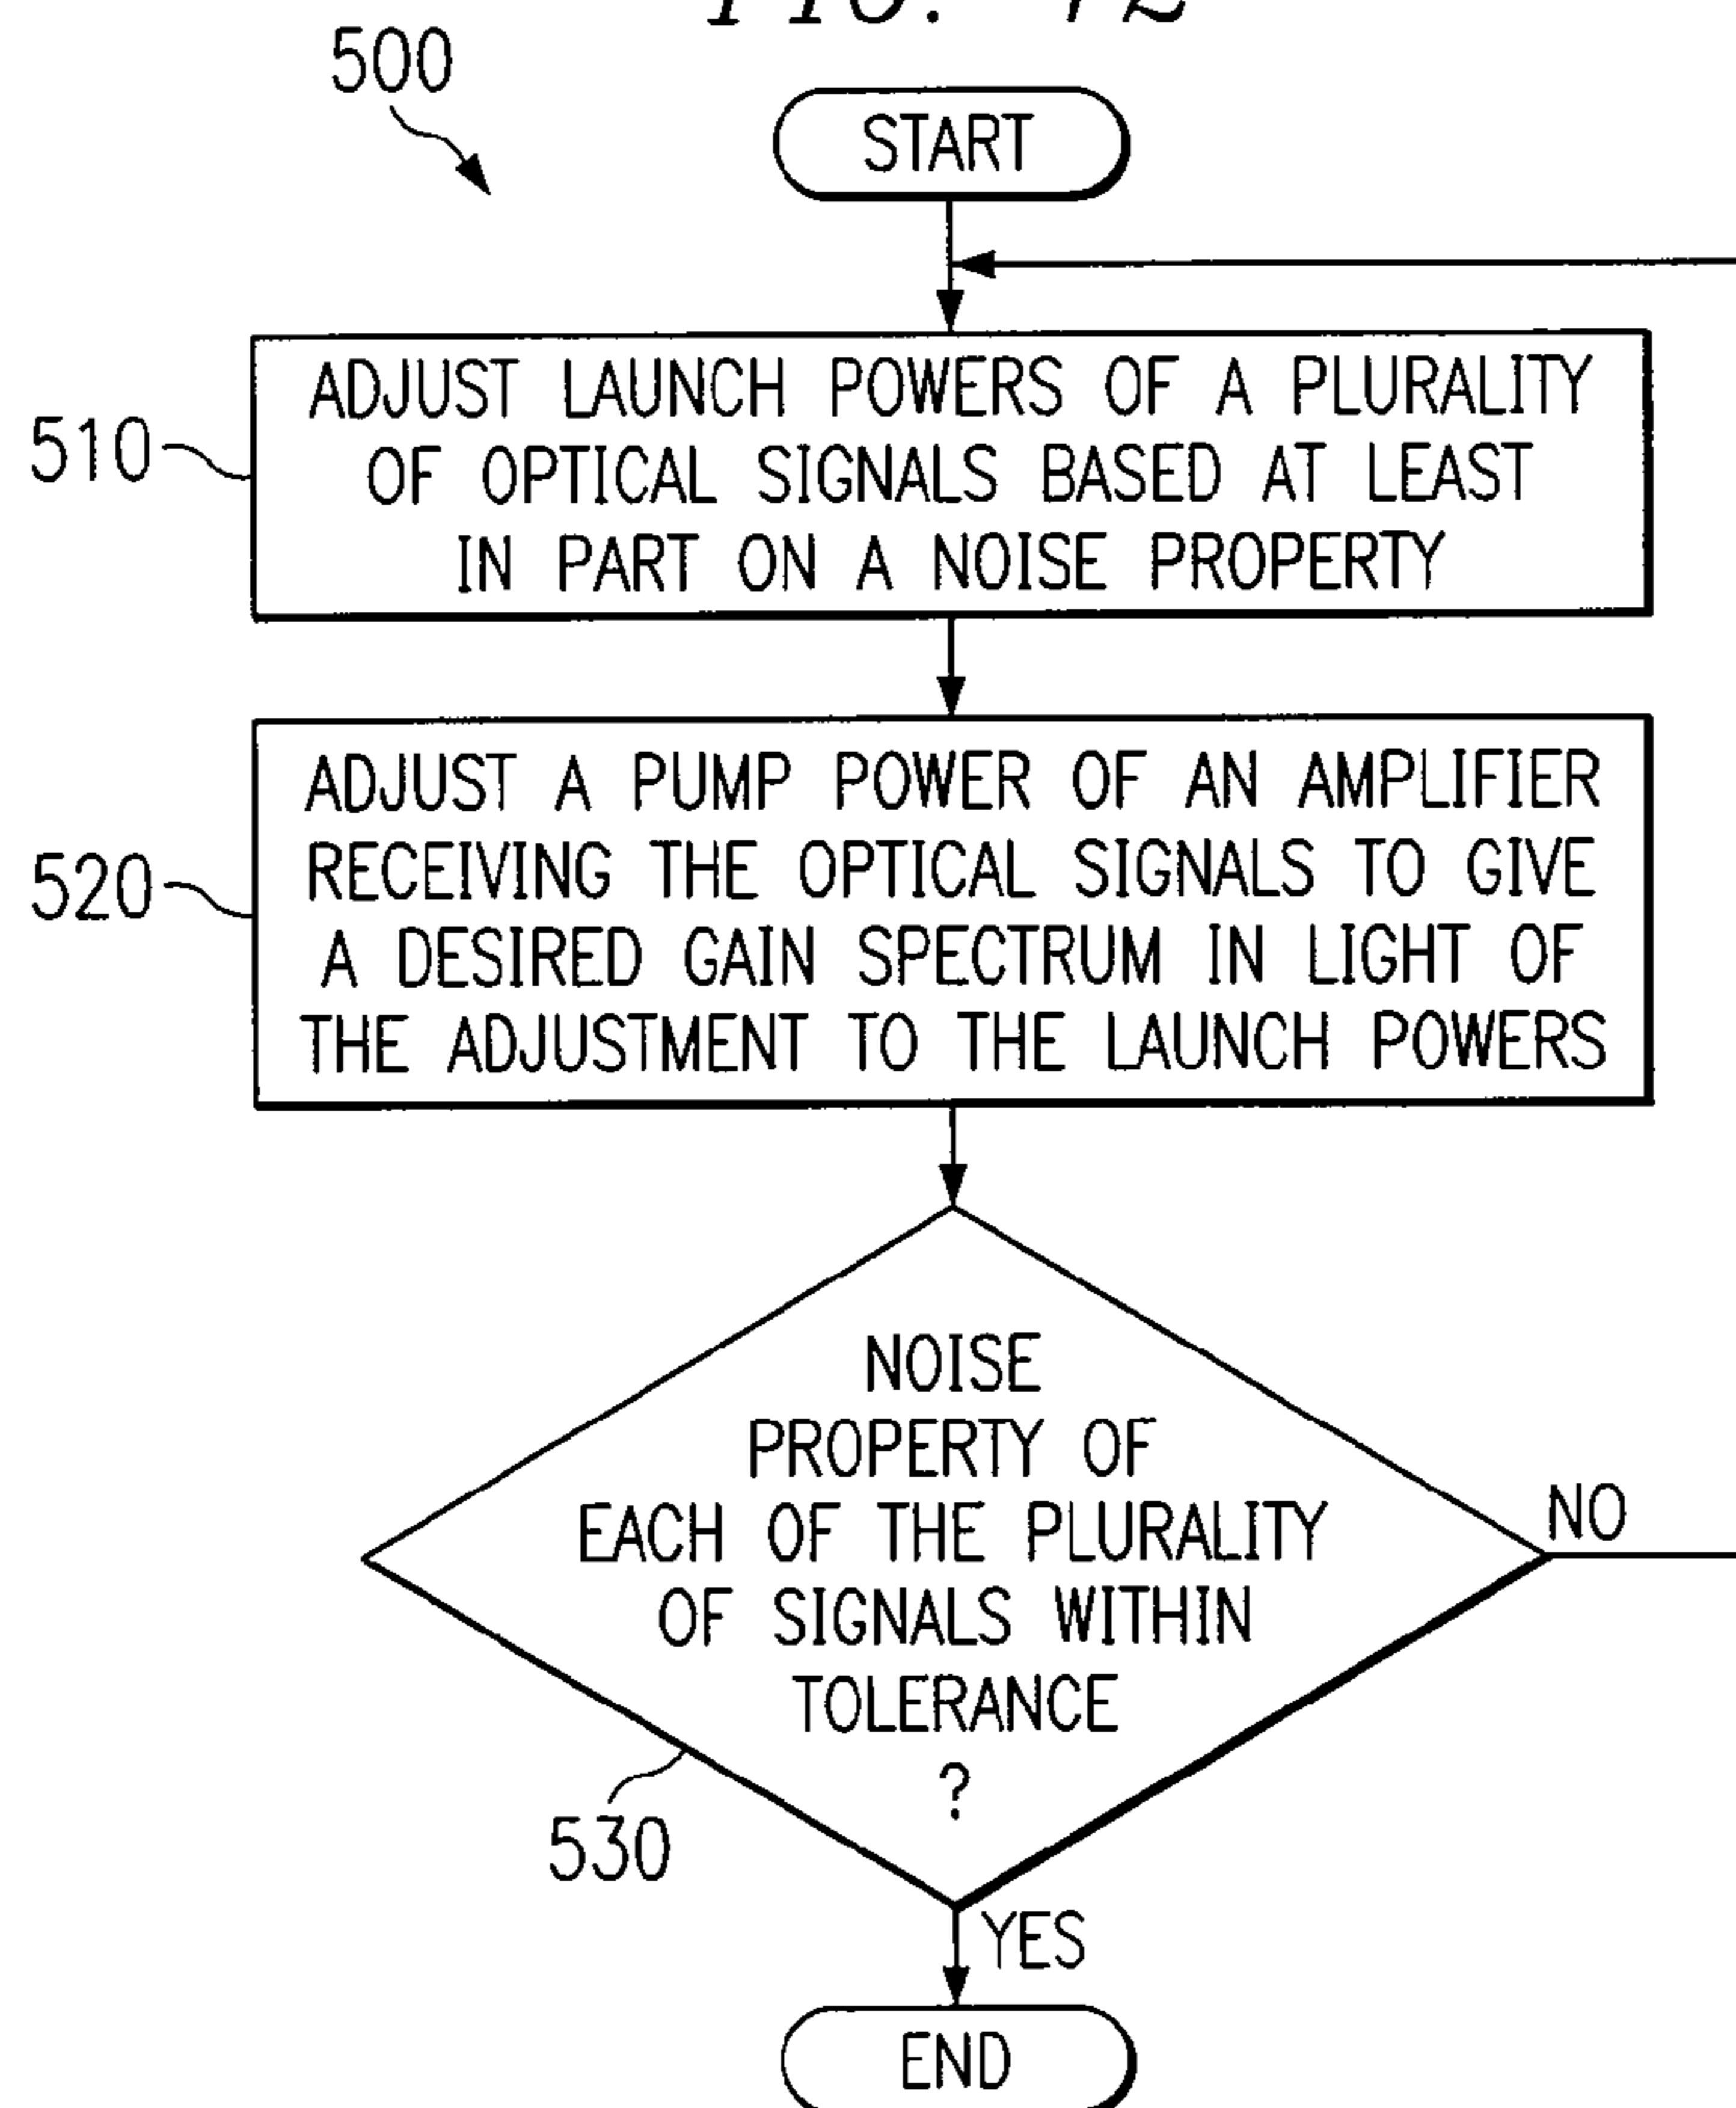 500
START
510
ADJUST LAUNCH POWERS OF A PLURALITY
OF OPTICAL SIGNALS BASED AT LEAST
IN PART ON A NOISE PROPERTY
520
ADJUST A PUMP POWER OF AN AMPLIFIER
RECEIVING THE OPTICAL SIGNALS TO GIVE
A DESIRED GAIN SPECTRUM IN LIGHT OF
THE ADJUSTMENT TO THE LAUNCH POWERS
NOISE
PROPERTY OF
EACH OF THE PLURALITY
OF SIGNALS WITHIN
TOLERANCE
?
NO
530
YES
END